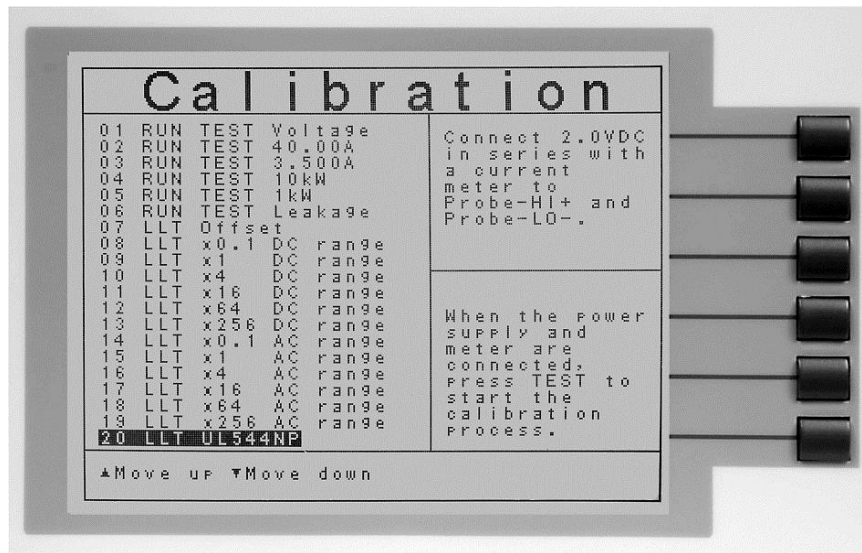 Calibration
01 RUN TEST Voltage
02 RUN TEST 40.00A
03 RUN TEST 3.500A
04 RUN TEST 10kW
05 RUN TEST 1kW
06 RUN TEST Leakage
07 LLT Offset
08 LLT x0.1 DC range
09 LLT x1 DC range
10 LLT x4 DC range
11 LLT x16 DC range
12 LLT x64 DC range
13 LLT x256 DC range
14 LLT x0.1 AC range
15 LLT x1 AC range
16 LLT x4 AC range
17 LLT x16 AC range
18 LLT x64 AC range
19 LLT x256 AC range
20 LLT UL544NP
Connect 2.0VDC
in series with
a current
meter to
Probe-HI+ and
Probe-LO-.
When the power
supply and
meter are
connected,
press TEST to
start the
calibration
process.
▲Move up ▼Move down